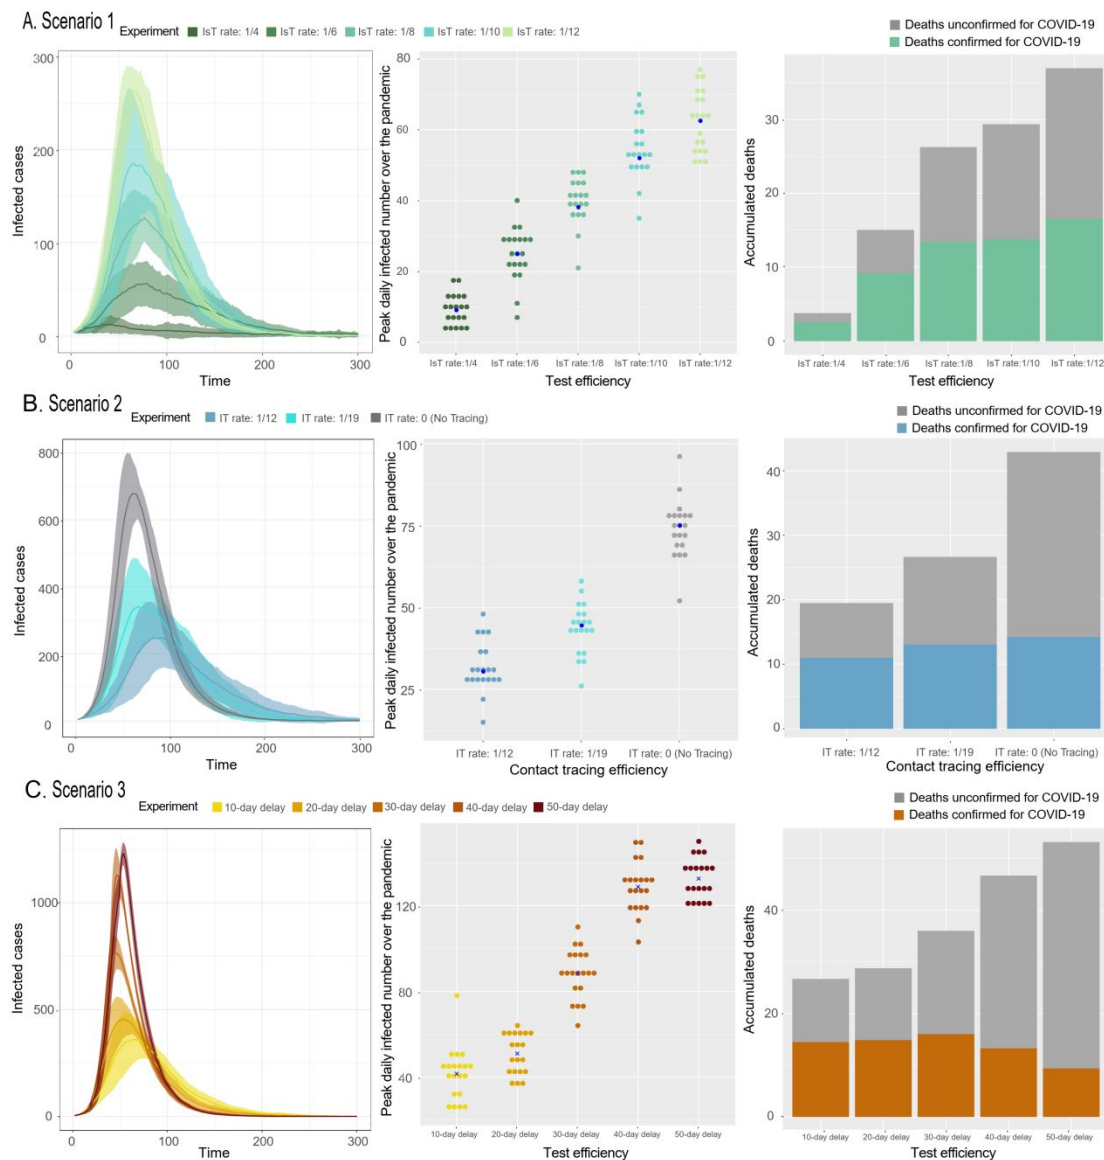 A. Scenario 1
Experiment IsT rate: 1/4 IsT rate: 1/6 IsT rate: 1/8 IsT rate: 1/10 IsT rate: 1/12
Infected cases
300
200
100
0
0 100 200 300
Time
Peak daily infected number over the pandemic
80
60
40
20
0
IsT rate:1/4 IsT rate:1/6 IsT rate:1/8 IsT rate:1/10 IsT rate:1/12
Test efficiency
Deaths unconfirmed for COVID-19
Deaths confirmed for COVID-19
Accumulated deaths
30
20
10
0
IsT rate:1/4 IsT rate:1/6 IsT rate:1/8 IsT rate:1/10 IsT rate:1/12
Test efficiency
B. Scenario 2
Experiment IT rate: 1/12 IT rate: 1/19 IT rate: 0 (No Tracing)
Infected cases
800
600
400
200
0
0 100 200 300
Time
Peak daily infected number over the pandemic
100
75
50
25
IT rate: 1/12 IT rate: 1/19 IT rate: 0 (No Tracing)
Contact tracing efficiency
Deaths unconfirmed for COVID-19
Deaths confirmed for COVID-19
Accumulated deaths
40
30
20
10
0
IT rate: 1/12 IT rate: 1/19 IT rate: 0 (No Tracing)
Contact tracing efficiency
C. Scenario 3
Experiment 10-day delay 20-day delay 30-day delay 40-day delay 50-day delay
Infected cases
1000
500
0
0 100 200 300
Time
Peak daily infected number over the pandemic
120
80
40
10-day delay 20-day delay 30-day delay 40-day delay 50-day delay
Test efficiency
Deaths unconfirmed for COVID-19
Deaths confirmed for COVID-19
Accumulated deaths
40
20
0
10-day delay 20-day delay 30-day delay 40-day delay 50-day delay
Test efficiency